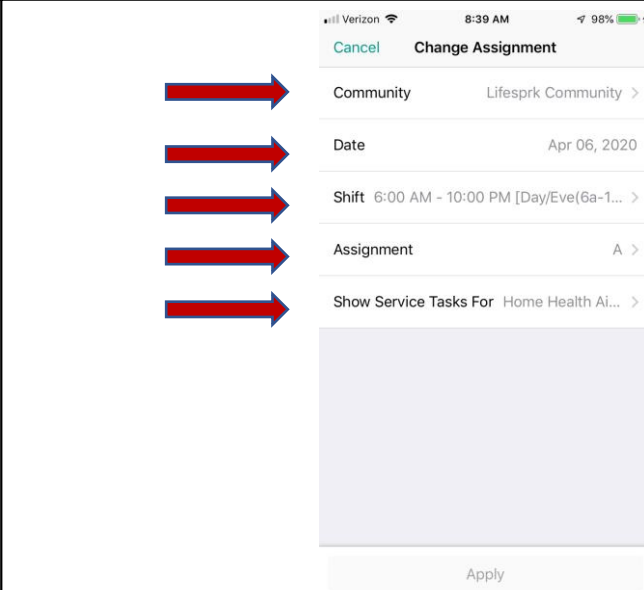 Verizon 8:39 AM 98%
Cancel Change Assignment
Community Lifesprk Community >
Date Apr 06, 2020
Shift 6:00 AM - 10:00 PM [Day/Eve(6a-1... >
Assignment A >
Show Service Tasks For Home Health Ai... >
Apply